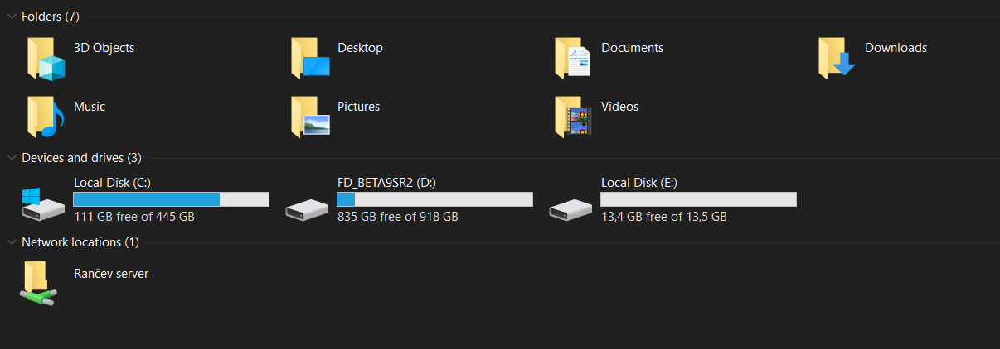 Folders (7)
3D Objects
Desktop
Documents
Downloads
Music
Pictures
Videos
Devices and drives (3)
Local Disk (C:)
111 GB free of 445 GB
FD_BETA9SR2 (D:)
835 GB free of 918 GB
Local Disk (E:)
13,4 GB free of 13,5 GB
Network locations (1)
Rančev server